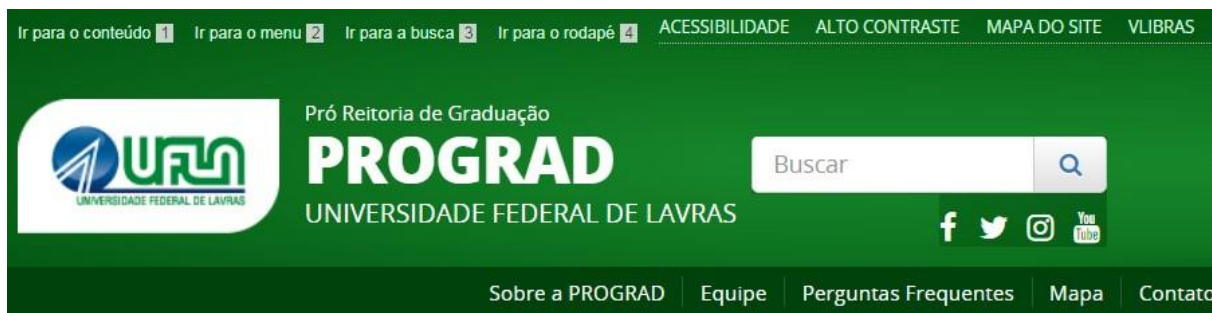 Ir para o conteúdo 1 Ir para o menu 2 Ir para a busca 3 Ir para o rodapé 4 ACESSIBILIDADE ALTO CONTRASTE MAPA DO SITE VLIBRAS
Pró Reitoria de Graduação
UFLA
UNIVERSIDADE FEDERAL DE LAVRAS
PROGRAD
UNIVERSIDADE FEDERAL DE LAVRAS
Buscar
You
Tube
Sobre a PROGRAD Equipe Perguntas Frequentes Mapa Contato